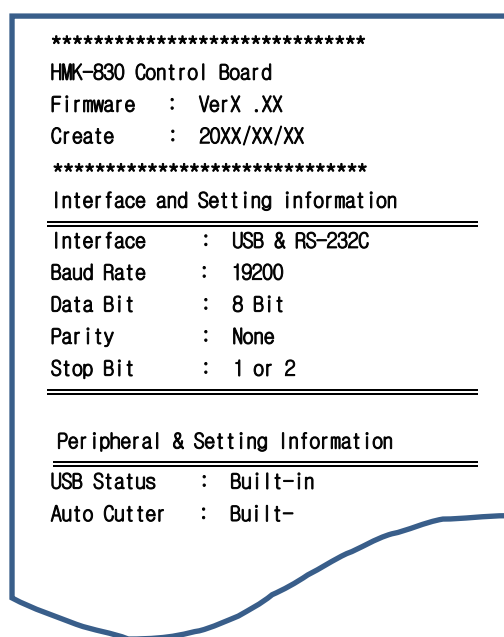 ******************************
HMK-830 Control Board
Firmware : VerX .XX
Create : 20XX/XX/XX
******************************
Interface and Setting information
Interface : USB & RS-232C
Baud Rate : 19200
Data Bit : 8 Bit
Parity : None
Stop Bit : 1 or 2
Peripheral & Setting Information
USB Status : Built-in
Auto Cutter : Built-